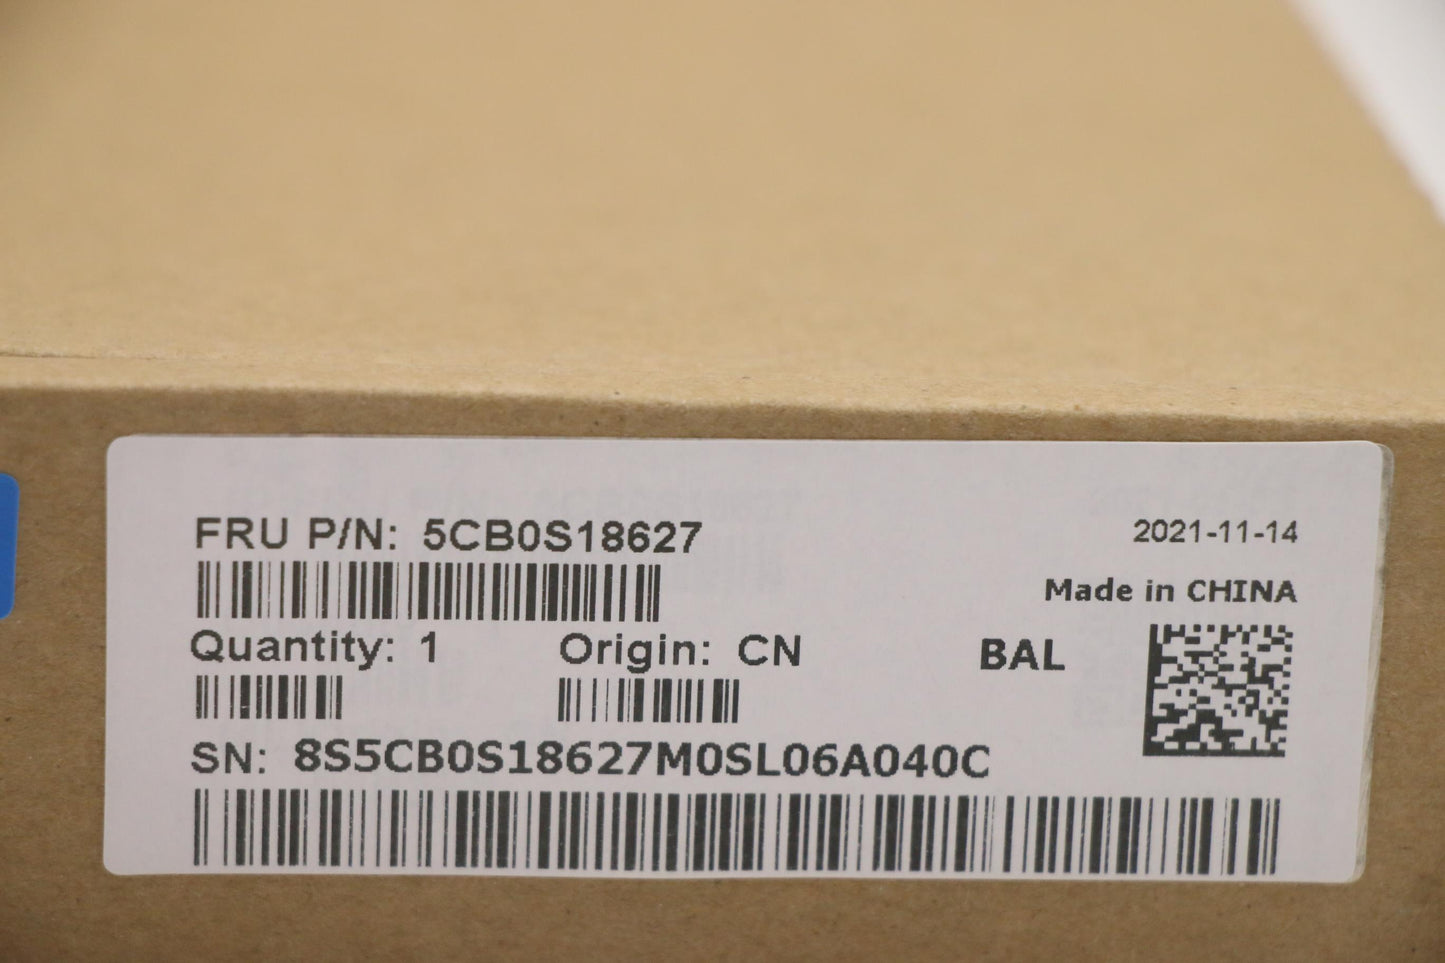 FRU P/N: 5CB0S18627
2021-11-14
Made in CHINA
Quantity: 1
Origin: CN
BAL
SN: 8S5CB0S18627M0SL06A040C